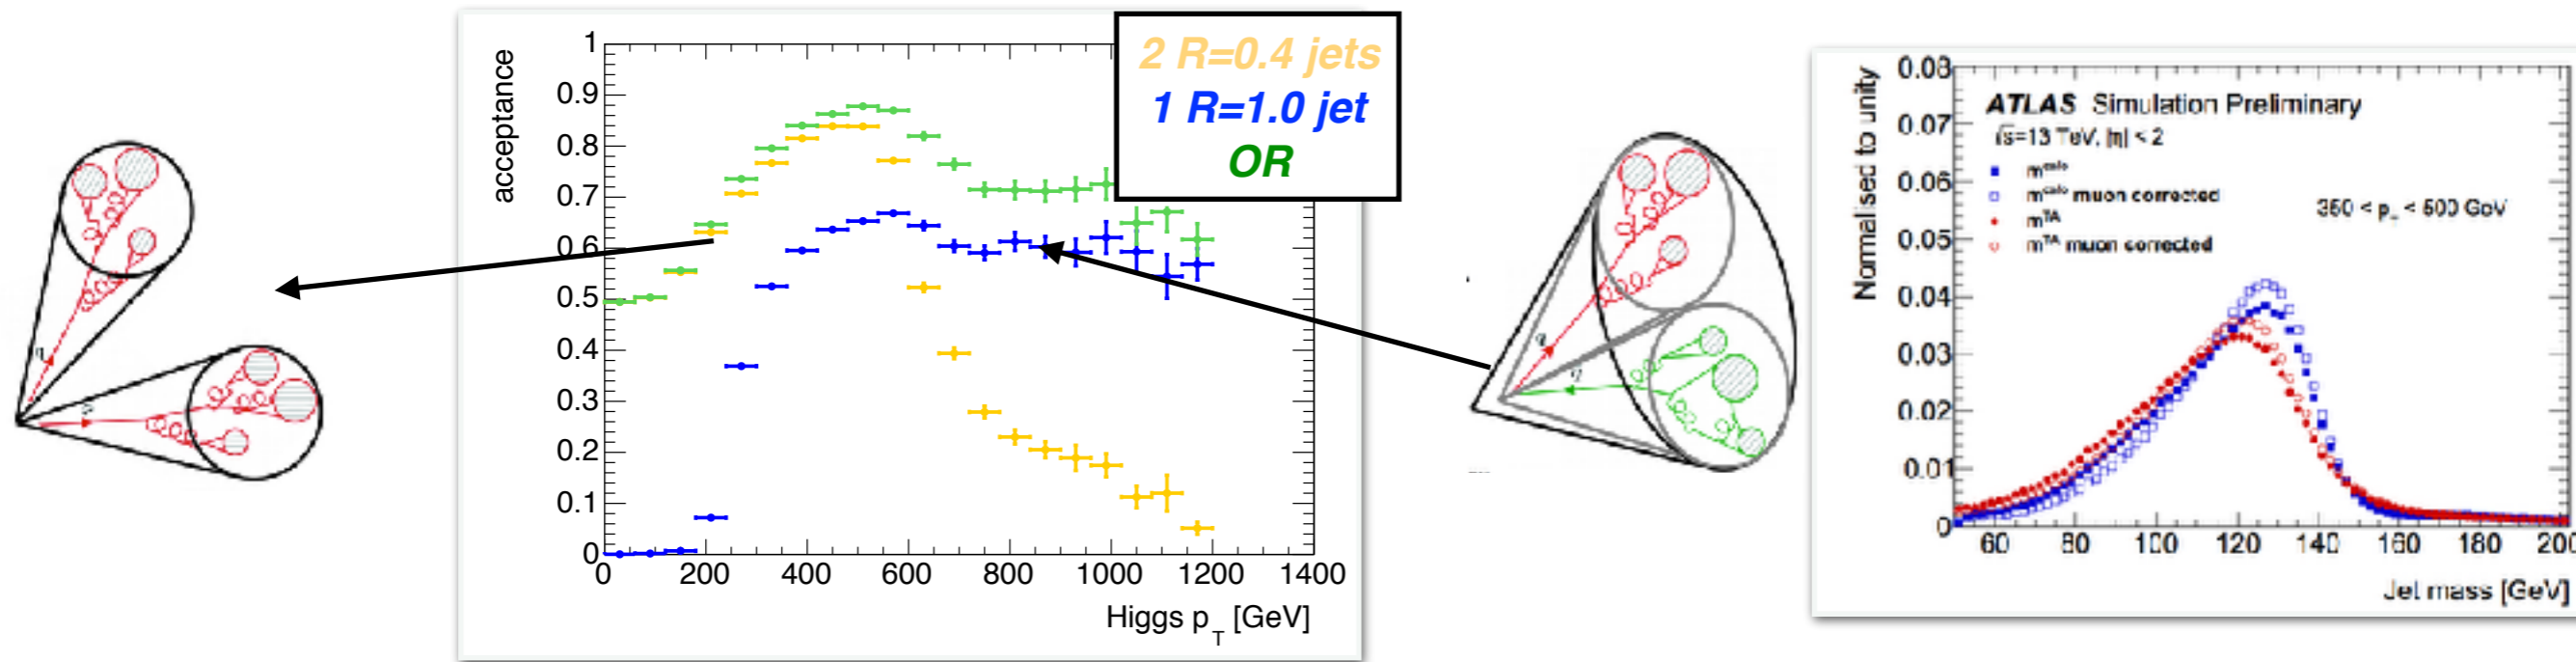 acceptance
1
0.9
0.8
0.7
0.6
0.5
0.4
0.3
0.2
0.1
0
0 200 400 600 800 1000 1200 1400
Higgs p_T [GeV]
2 R=0.4 jets
1 R=1.0 jet
OR
q
q
Normalised to unity
0.08
0.07
0.06
0.05
0.04
0.03
0.02
0.01
0
ATLAS Simulation Preliminary
√s=13 TeV, |η| < 2
m^calo
m^calo muon corrected
m^TA
m^TA muon corrected
350 < p_T < 500 GeV
60 80 100 120 140 160 180 200
Jet mass [GeV]